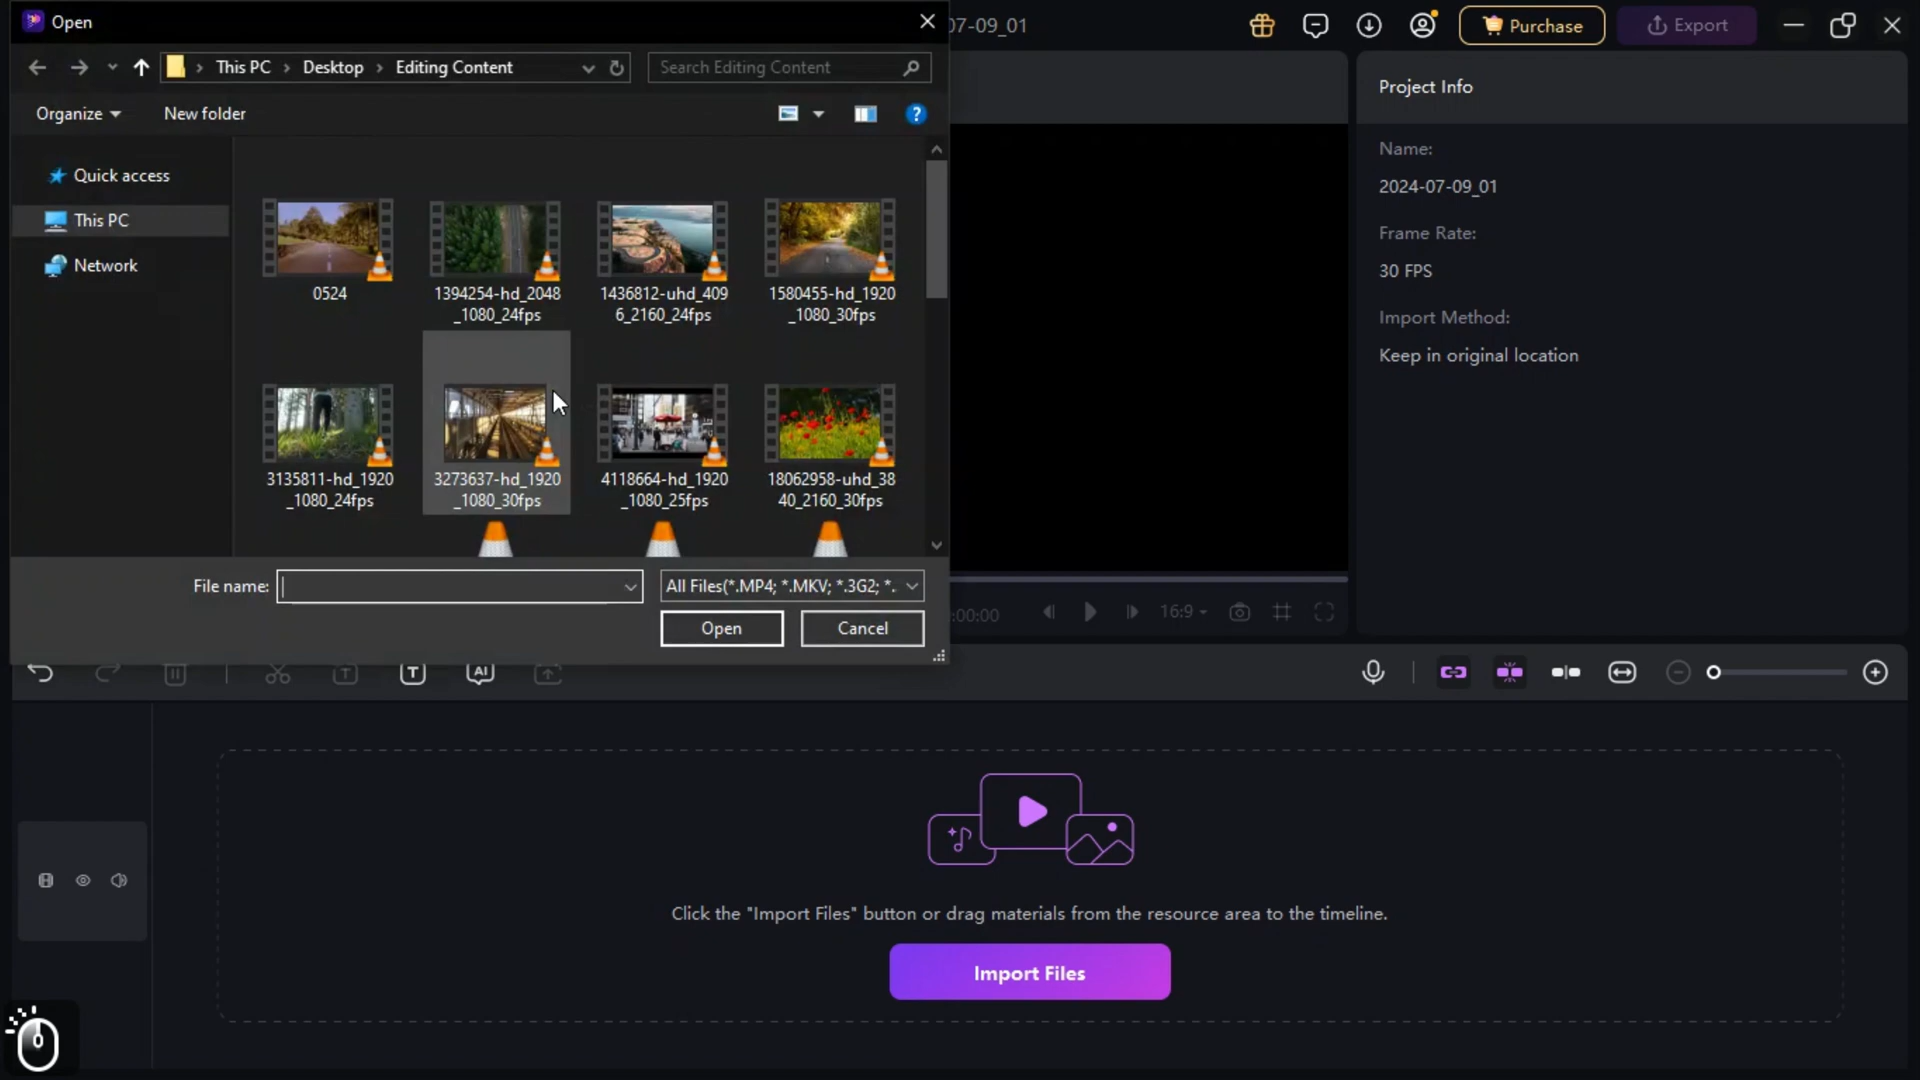 Open
07-09_01
Purchase
Export
This PC
Desktop
Editing Content
Search Editing Content
Organize
New folder
Project Info
Name:
2024-07-09_01
Frame Rate:
30 FPS
Import Method:
Keep in original location
Quick access
This PC
Network
0524
1394254-hd_2048
_1080_24fps
1436812-uhd_409
6_2160_24fps
1580455-hd_1920
_1080_30fps
3135811-hd_1920
_1080_24fps
3273637-hd_1920
_1080_30fps
4118664-hd_1920
_1080_25fps
18062958-uhd_38
40_2160_30fps
File name:
All Files(*.MP4; *.MKV; *.3G2; *.
Open
Cancel
:00:00
16:9
T
T
AI
Click the "Import Files" button or drag materials from the resource area to the timeline.
Import Files